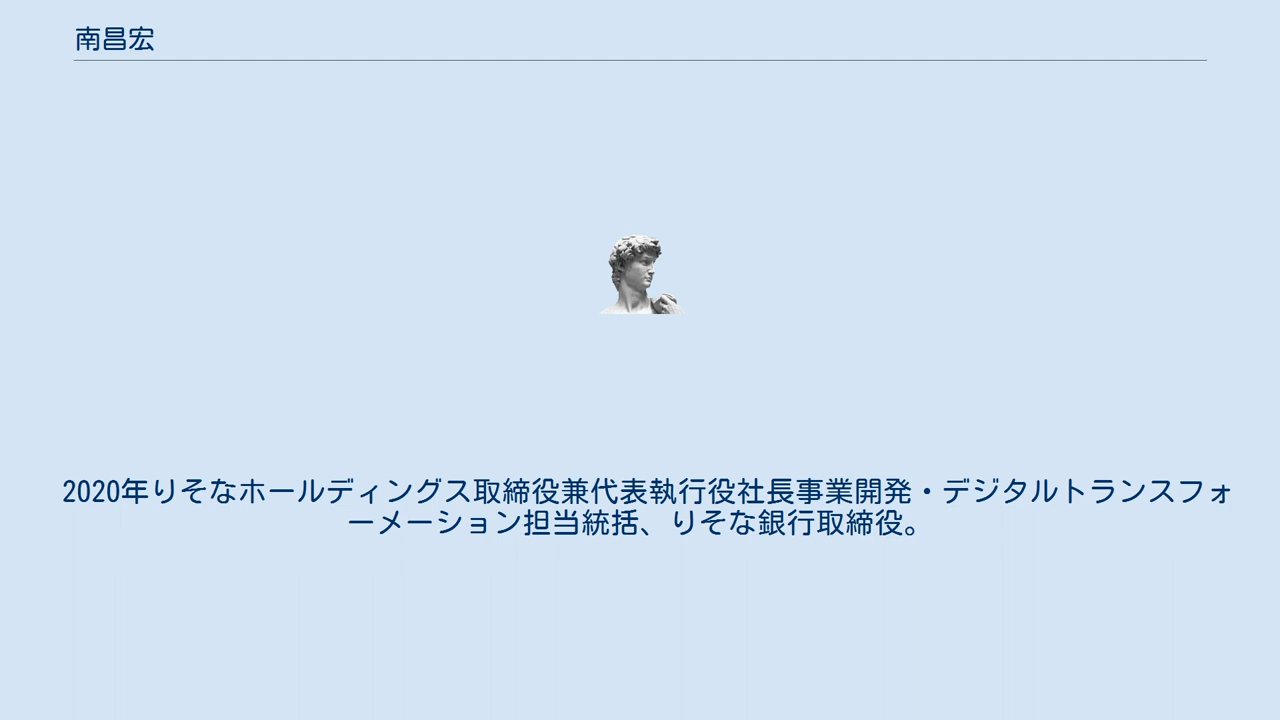 南昌宏
2020年りそなホールディングス取締役兼代表執行役社長事業開発・デジタルトランスフォ
ーメーション担当統括、りそな銀行取締役。